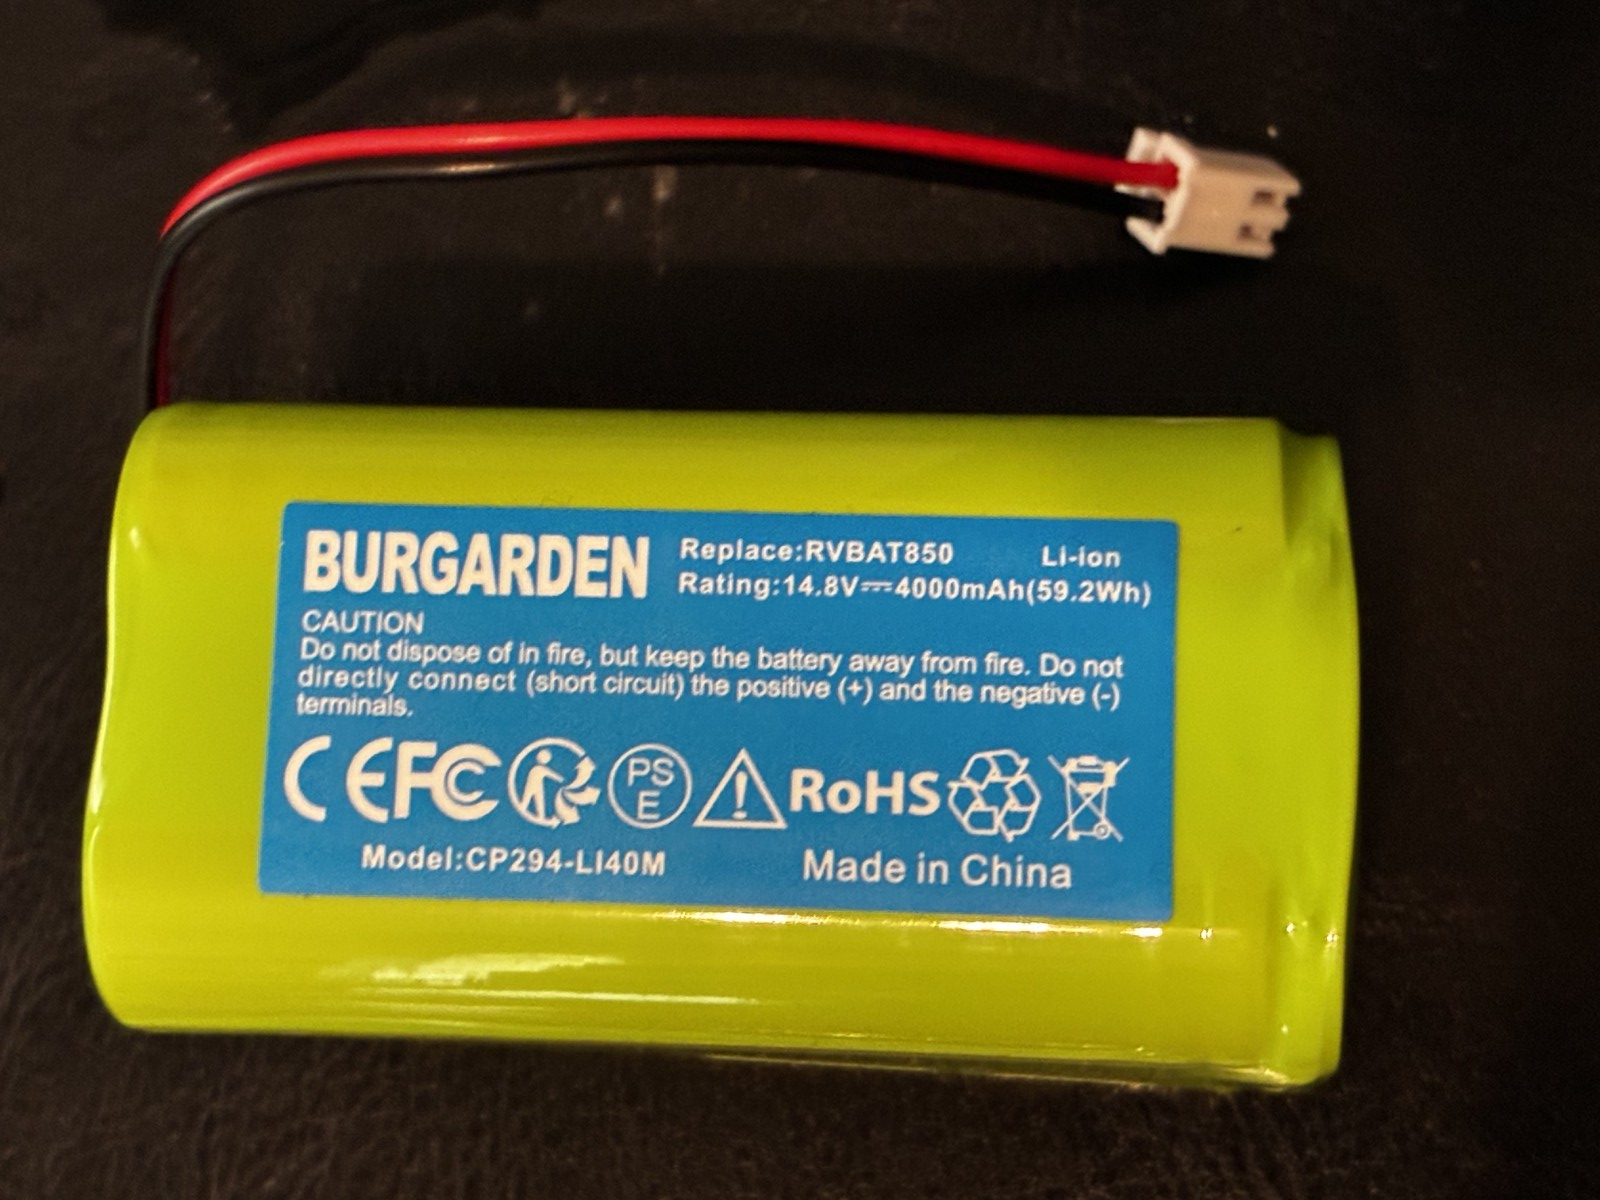 BURGARDEN
Replace:RVBAT850 Li-ion
Rating:14.8V⎓4000mAh(59.2Wh)
CAUTION
Do not dispose of in fire, but keep the battery away from fire. Do not
directly connect (short circuit) the positive (+) and the negative (-)
terminals.
CE FC PSE RoHS
Model:CP294-LI40M Made in China